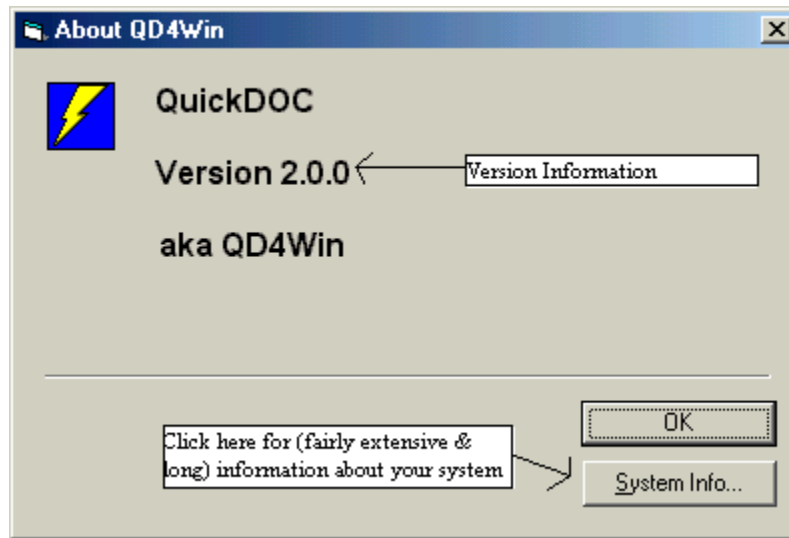 About QD4Win
QuickDOC
Version 2.0.0
Version Information
aka QD4Win
OK
Click here for (fairly extensive &
long) information about your system
System Info...